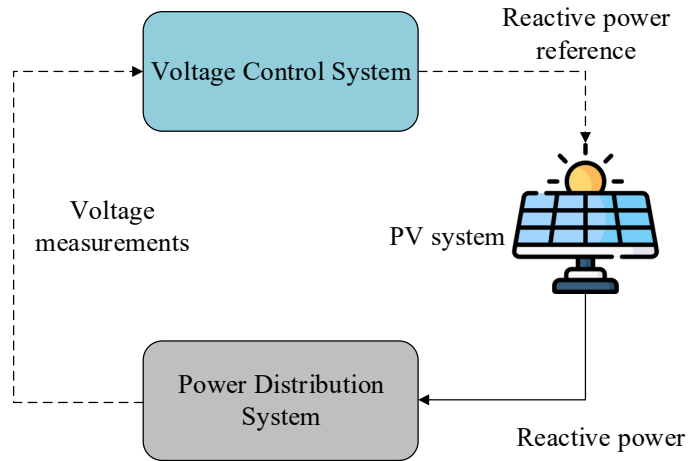 Reactive power
reference
Voltage Control System
Voltage
measurements
PV system
Power Distribution
System
Reactive power